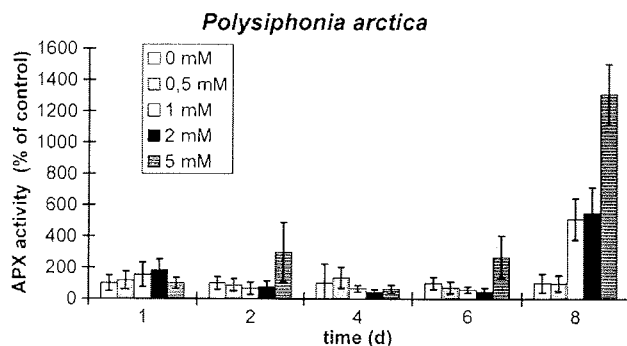 Polysiphonia arctica
APX activity (% of control)
1600
1400
1200
1000
800
600
400
200
0
0 mM
0,5 mM
1 mM
2 mM
5 mM
1 2 4 6 8
time (d)